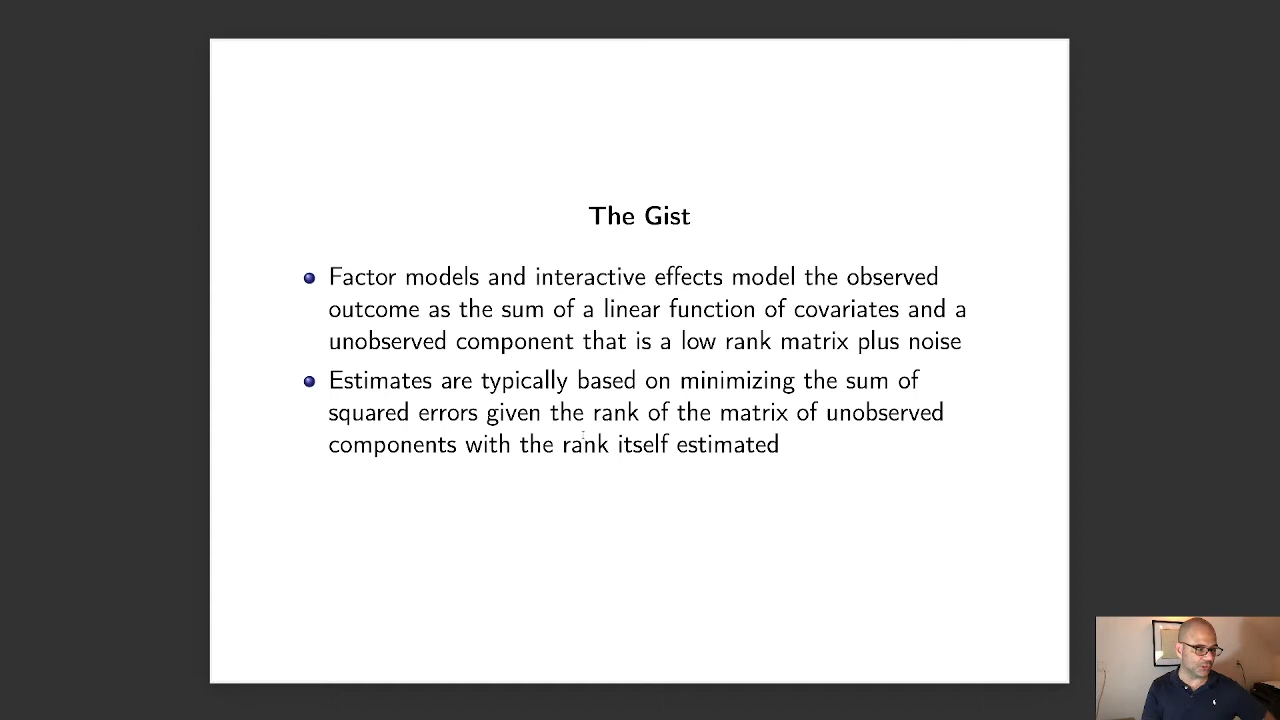 The Gist
Factor models and interactive effects model the observed
outcome as the sum of a linear function of covariates and a
unobserved component that is a low rank matrix plus noise
Estimates are typically based on minimizing the sum of
squared errors given the rank of the matrix of unobserved
components with the rank itself estimated